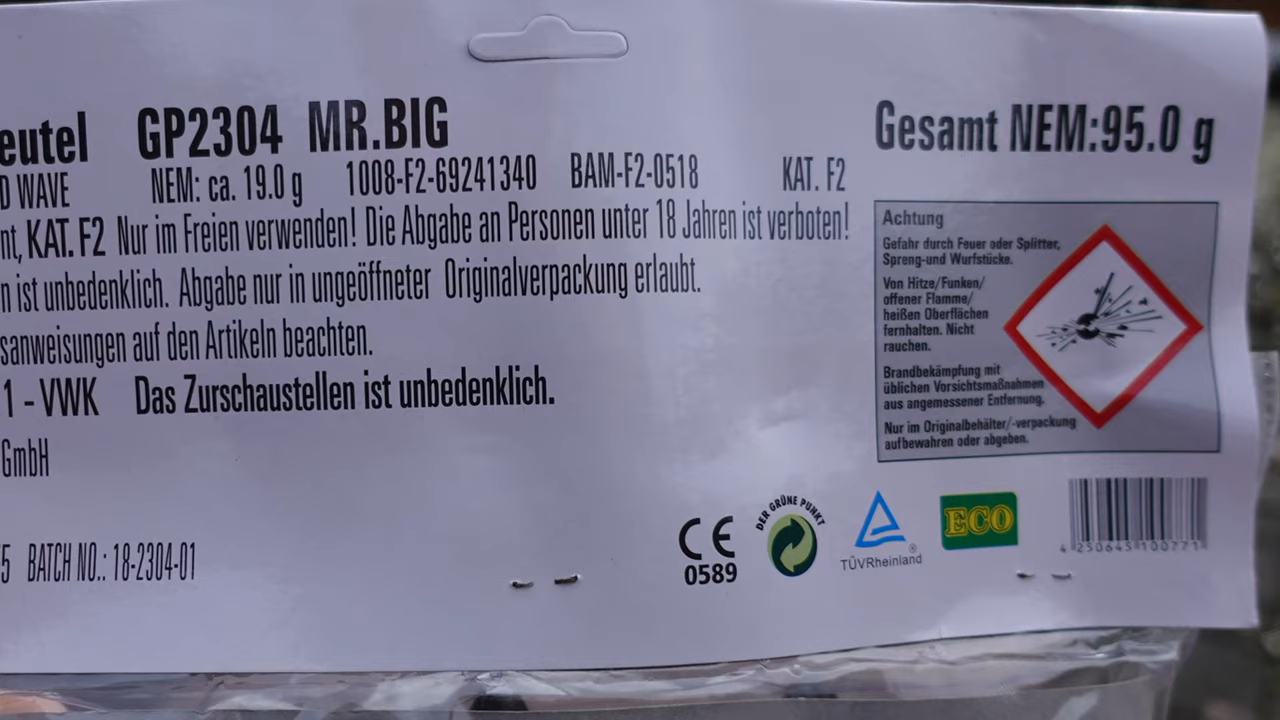 eutel GP2304 MR.BIG
D WAVE NEM: ca. 19.0 g 1008-F2-69241340 BAM-F2-0518 KAT. F2
nt, KAT. F2 Nur im Freien verwenden! Die Abgabe an Personen unter 18 Jahren ist verboten!
n ist unbedenklich. Abgabe nur in ungeöffneter Originalverpackung erlaubt.
sanweisungen auf den Artikeln beachten.
1 - VWK Das Zurschaustellen ist unbedenklich.
GmbH
5 BATCH NO.: 18-2304-01
Gesamt NEM:95.0 g
Achtung
Gefahr durch Feuer oder Splitter,
Spreng-und Wurfstücke.
Von Hitze/Funken/
offener Flamme/
heißen Oberflächen
fernhalten. Nicht
rauchen.
Brandbekämpfung mit
üblichen Vorsichtsmaßnahmen
aus angemessener Entfernung.
Nur im Originalbehälter/-verpackung
aufbewahren oder abgeben.
CE
0589
DER GRÜNE PUNKT
TÜVRheinland®
ECO
4 250645 100771